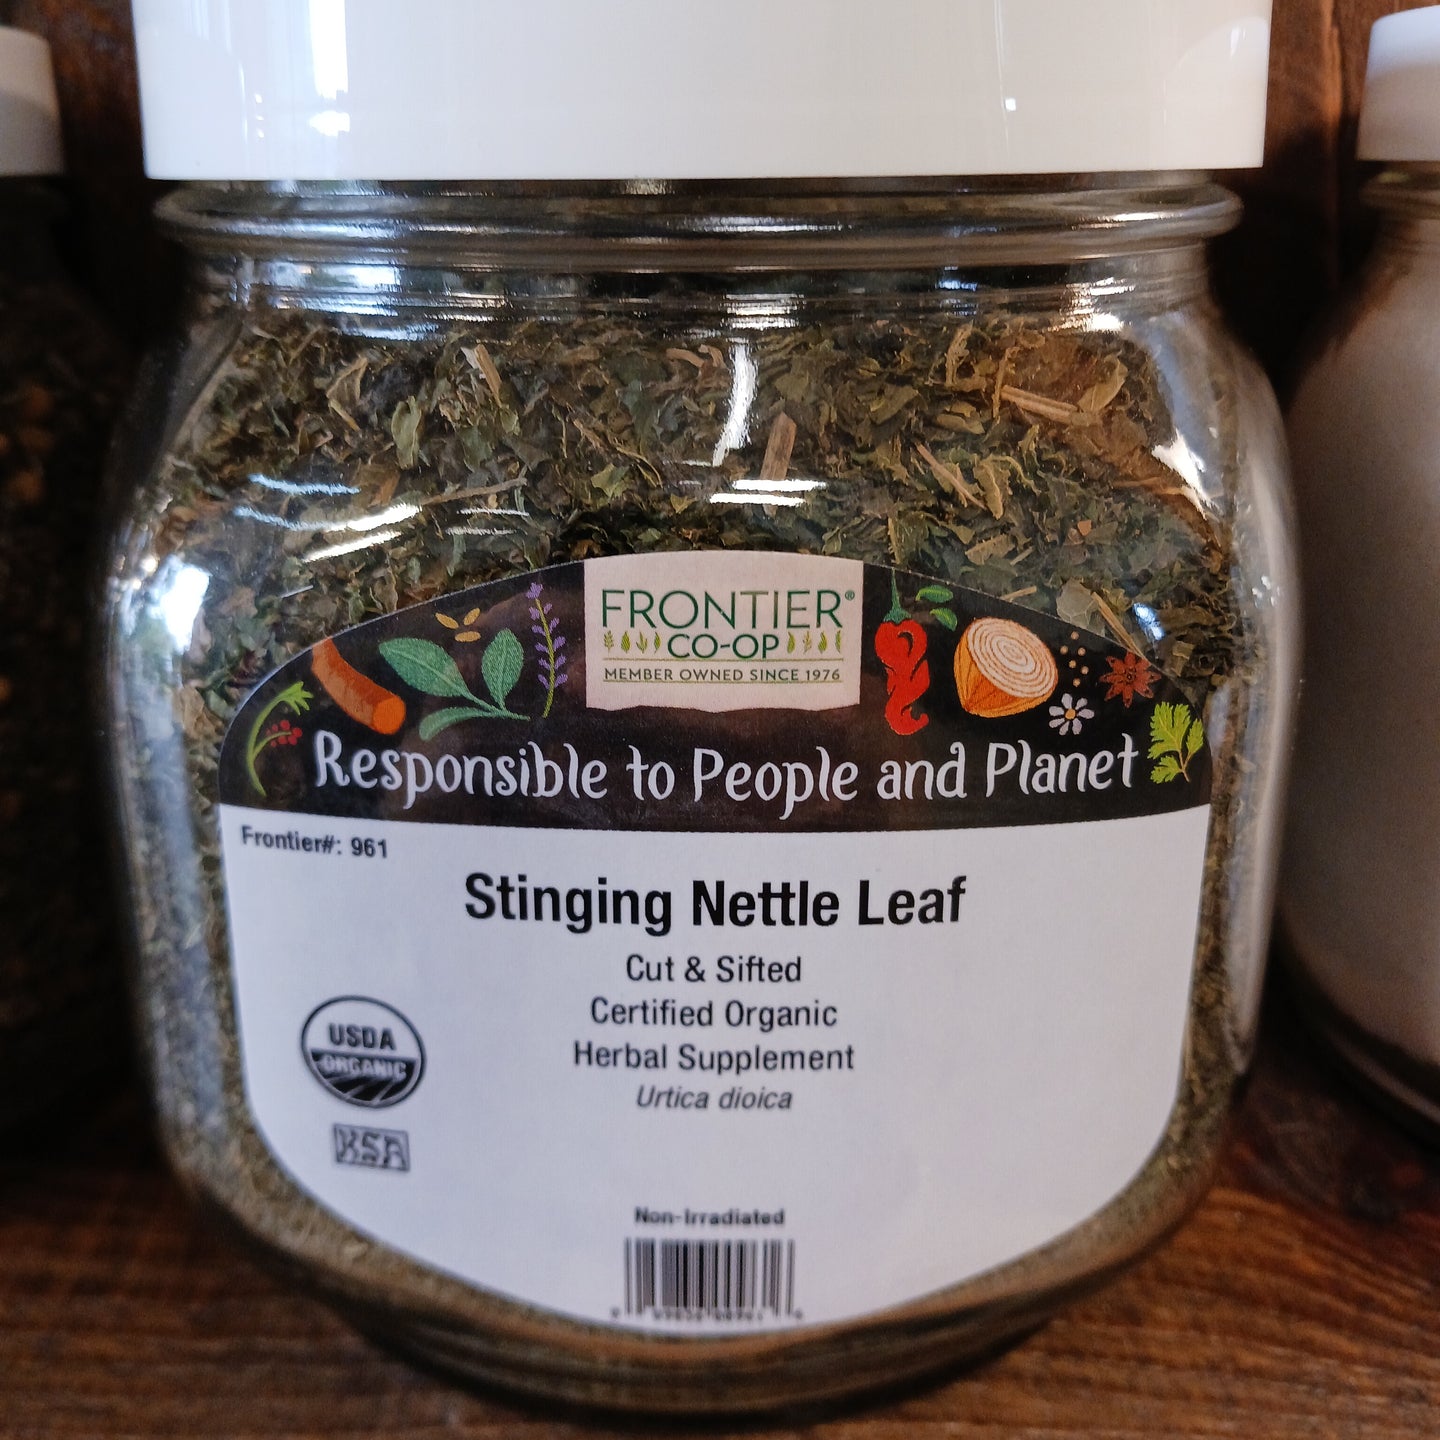 FRONTIER®
CO-OP
MEMBER OWNED SINCE 1976
Responsible to People and Planet
Frontier#: 961
Stinging Nettle Leaf
Cut & Sifted
Certified Organic
Herbal Supplement
Urtica dioica
USDA
ORGANIC
KSA
Non-Irradiated